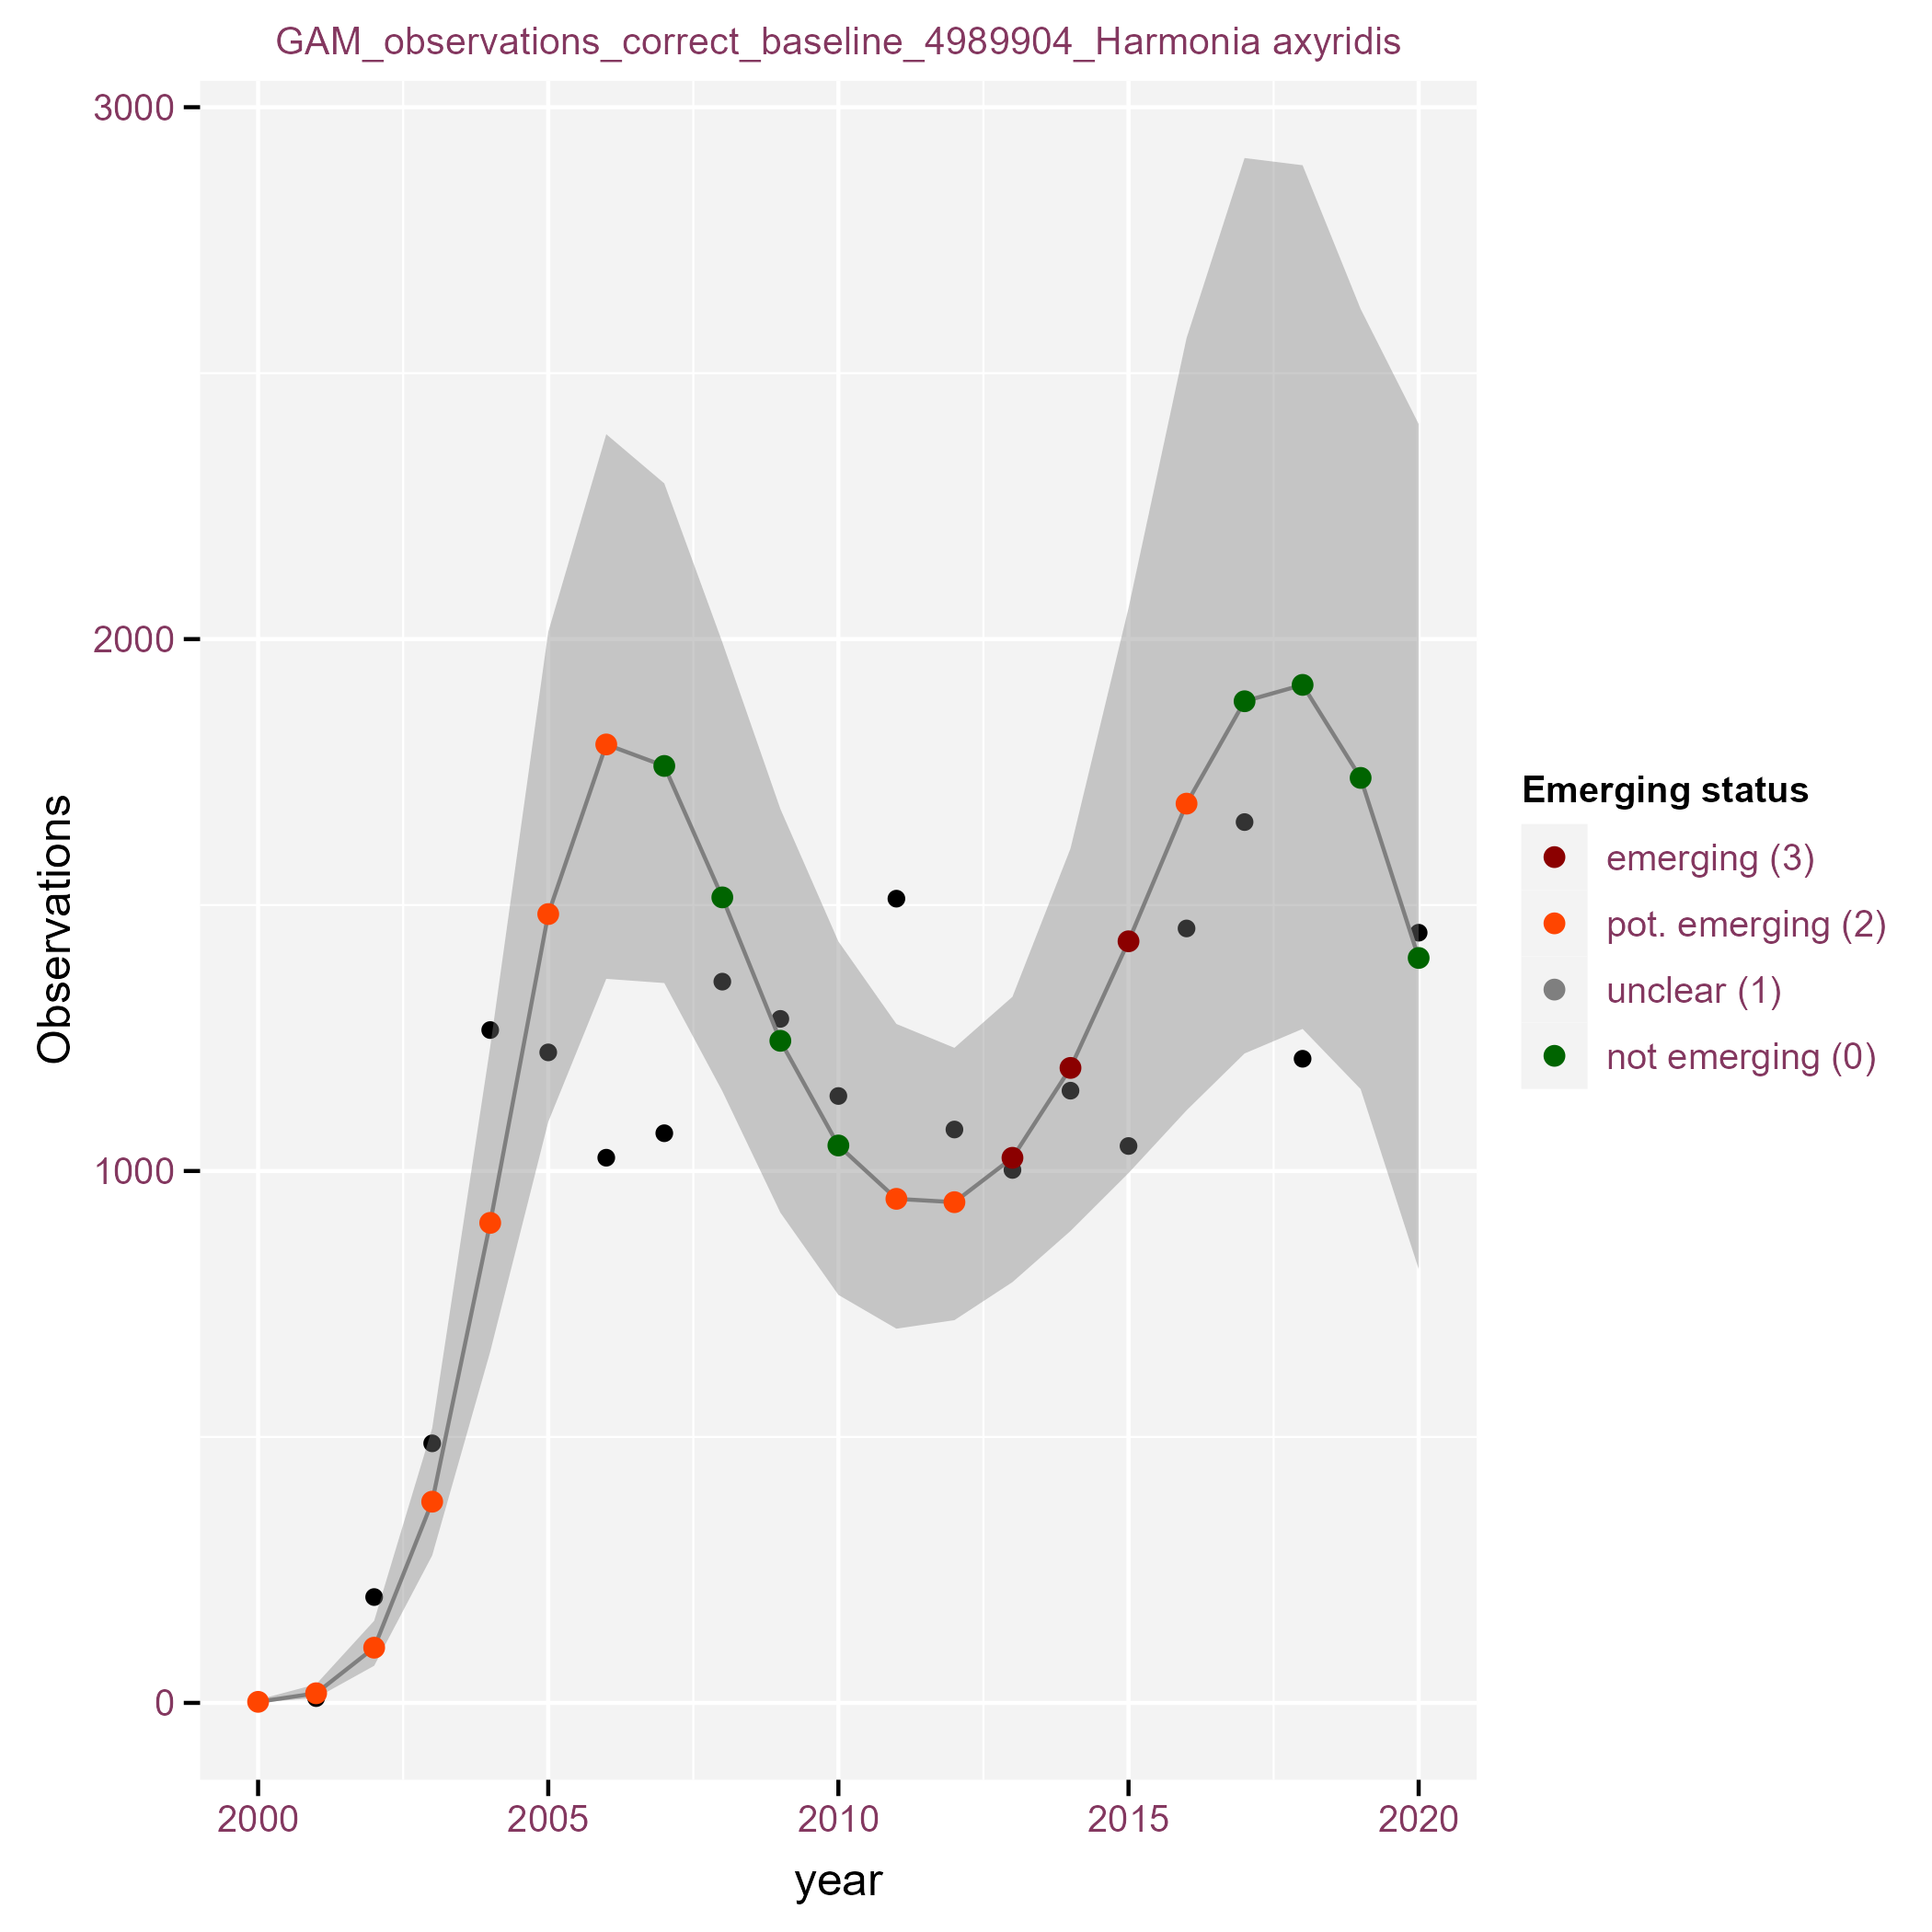 GAM_observations_correct_baseline_4989904_Harmonia axyridis
3000
2000
1000
0
Observations
2000 2005 2010 2015 2020
year
Emerging status
emerging (3)
pot. emerging (2)
unclear (1)
not emerging (0)